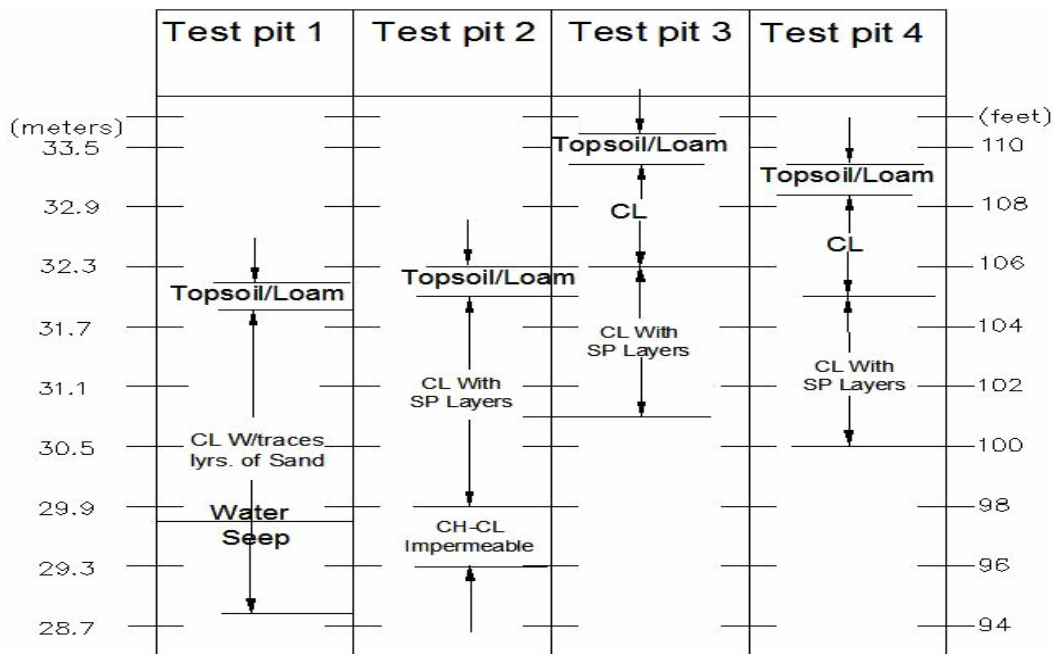 Test pit 1
Test pit 2
Test pit 3
Test pit 4
(meters)
33.5
32.9
32.3
31.7
31.1
30.5
29.9
29.3
28.7
Topsoil/Loam
CL W/traces
lyrs. of Sand
Water
Seep
Topsoil/Loam
CL With
SP Layers
CH-CL
Impermeable
Topsoil/Loam
CL
CL With
SP Layers
Topsoil/Loam
CL
CL With
SP Layers
(feet)
110
108
106
104
102
100
98
96
94